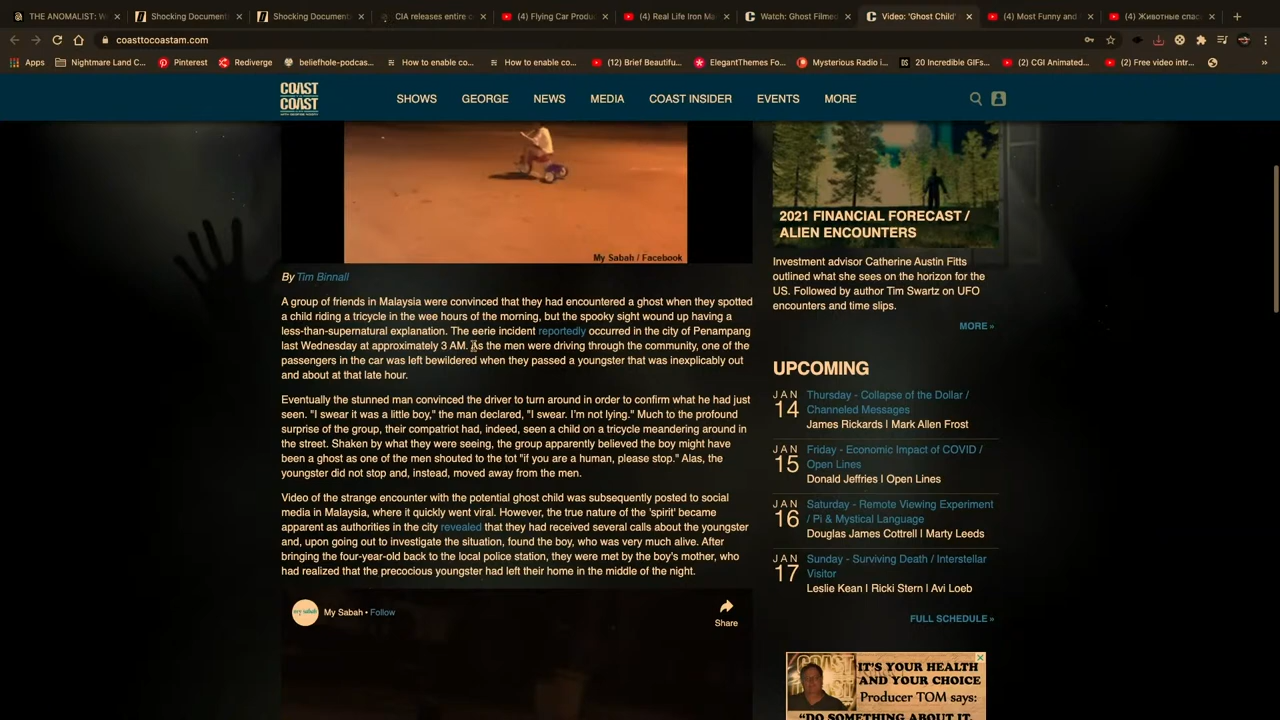 THE ANOMALIST: W
Shocking Document
Shocking Document
CIA releases entire c
(4) Flying Car Produc
(4) Real Life Iron Ma
Watch: Ghost Filmed
Video: 'Ghost Child'
(4) Most Funny and
(4) Животные спас
coasttocoastam.com
Apps
Nightmare Land C...
Pinterest
Rediverge
beliefhole-podcas...
How to enable co...
How to enable co...
(12) Brief Beautifu...
ElegantThemes Fo...
Mysterious Radio i...
20 Incredible GIFs...
(2) CGI Animated...
(2) Free video intr...
COAST
COAST
SHOWS
GEORGE
NEWS
MEDIA
COAST INSIDER
EVENTS
MORE
My Sabah / Facebook
By Tim Binnall
A group of friends in Malaysia were convinced that they had encountered a ghost when they spotted
a child riding a tricycle in the wee hours of the morning, but the spooky sight wound up having a
less-than-supernatural explanation. The eerie incident reportedly occurred in the city of Penampang
last Wednesday at approximately 3 AM. As the men were driving through the community, one of the
passengers in the car was left bewildered when they passed a youngster that was inexplicably out
and about at that late hour.
Eventually the stunned man convinced the driver to turn around in order to confirm what he had just
seen. "I swear it was a little boy," the man declared, "I swear. I'm not lying." Much to the profound
surprise of the group, their compatriot had, indeed, seen a child on a tricycle meandering around in
the street. Shaken by what they were seeing, the group apparently believed the boy might have
been a ghost as one of the men shouted to the tot "if you are a human, please stop." Alas, the
youngster did not stop and, instead, moved away from the men.
Video of the strange encounter with the potential ghost child was subsequently posted to social
media in Malaysia, where it quickly went viral. However, the true nature of the 'spirit' became
apparent as authorities in the city revealed that they had received several calls about the youngster
and, upon going out to investigate the situation, found the boy, who was very much alive. After
bringing the four-year-old back to the local police station, they were met by the boy's mother, who
had realized that the precocious youngster had left their home in the middle of the night.
my sabah
My Sabah • Follow
Share
2021 FINANCIAL FORECAST /
ALIEN ENCOUNTERS
Investment advisor Catherine Austin Fitts
outlined what she sees on the horizon for the
US. Followed by author Tim Swartz on UFO
encounters and time slips.
MORE »
UPCOMING
JAN
14
Thursday - Collapse of the Dollar /
Channeled Messages
James Rickards | Mark Allen Frost
JAN
15
Friday - Economic Impact of COVID /
Open Lines
Donald Jeffries | Open Lines
JAN
16
Saturday - Remote Viewing Experiment
/ Pi & Mystical Language
Douglas James Cottrell | Marty Leeds
JAN
17
Sunday - Surviving Death / Interstellar
Visitor
Leslie Kean | Ricki Stern | Avi Loeb
FULL SCHEDULE »
COAST
IT'S YOUR HEALTH
AND YOUR CHOICE
Producer TOM says:
"DO SOMETHING ABOUT IT,